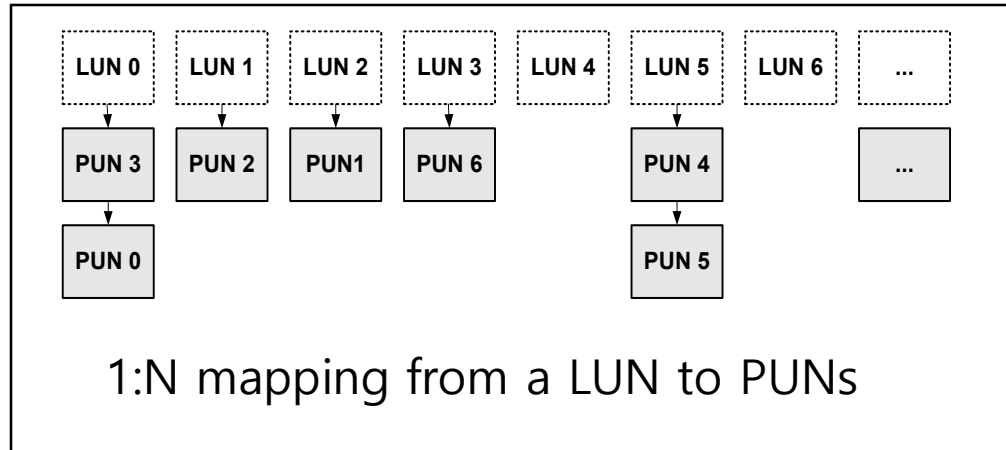 LUN 0 LUN 1 LUN 2 LUN 3 LUN 4 LUN 5 LUN 6 ...
PUN 3 PUN 2 PUN1 PUN 6 PUN 4 ...
PUN 0 PUN 5
1:N mapping from a LUN to PUNs